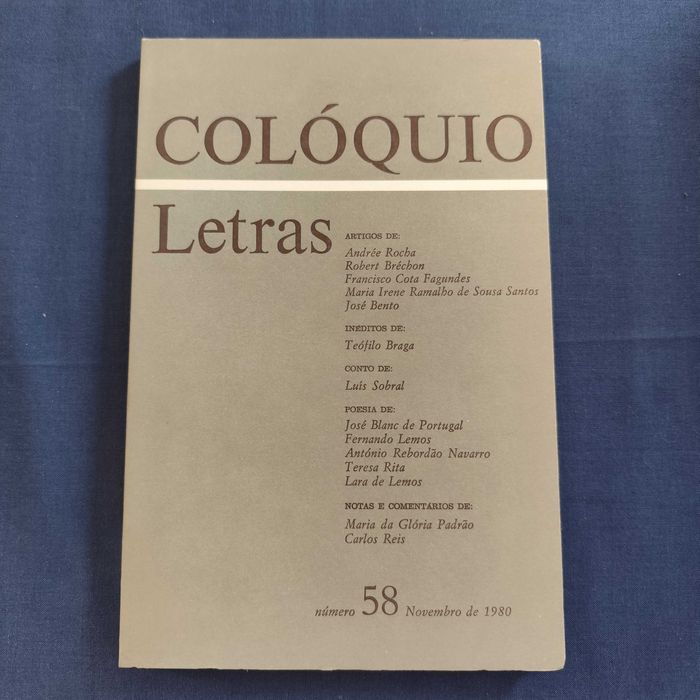 COLÓQUIO
Letras
ARTIGOS DE:
Andrée Rocha
Robert Bréchon
Francisco Cota Fagundes
Maria Irene Ramalho de Sousa Santos
José Bento
INÉDITOS DE:
Teófilo Braga
CONTO DE:
Luís Sobral
POESIA DE:
José Blanc de Portugal
Fernando Lemos
António Rebordão Navarro
Teresa Rita
Lara de Lemos
NOTAS E COMENTÁRIOS DE:
Maria da Glória Padrão
Carlos Reis
número 58 Novembro de 1980